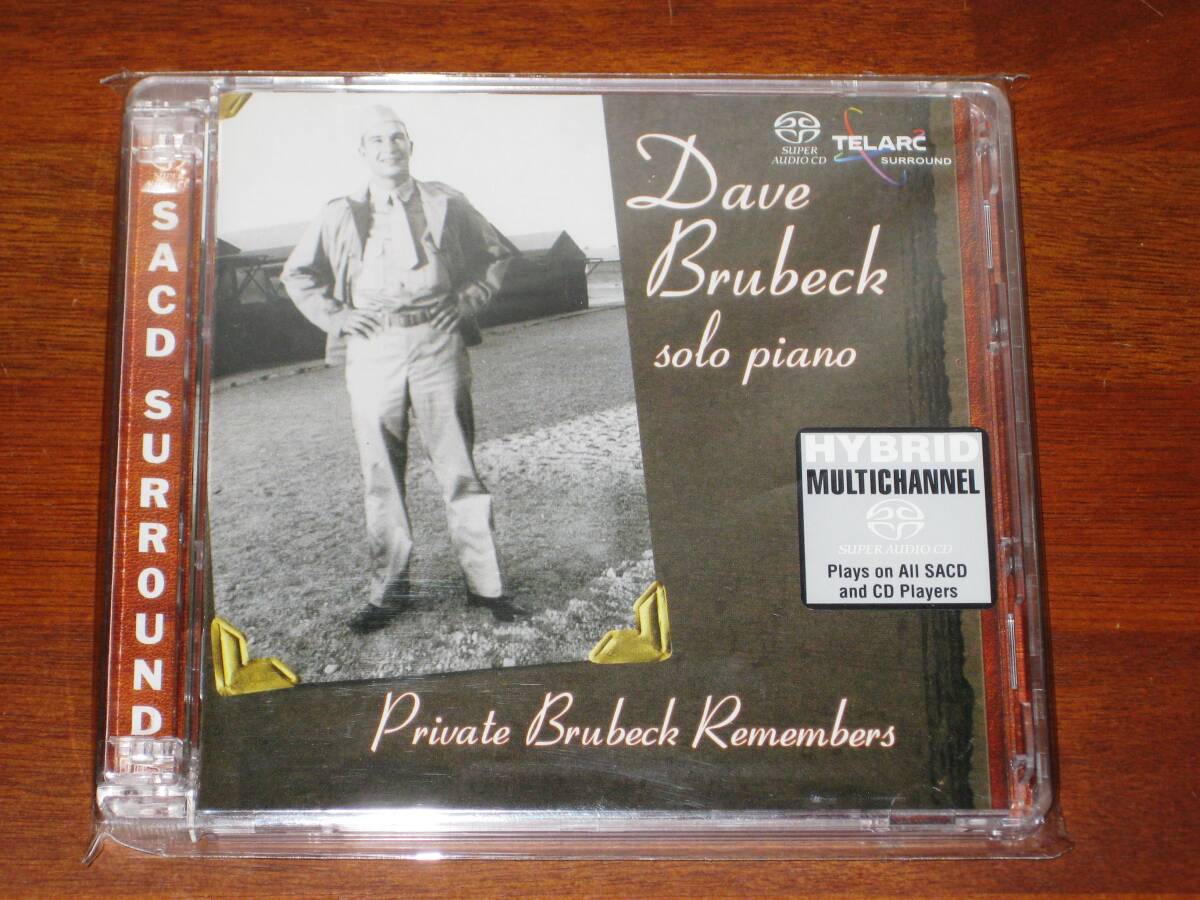 SACD SURROUND
SUPER
AUDIO CD
TELARC
SURROUND
Dave
Brubeck
solo piano
HYBRID
MULTICHANNEL
SUPER AUDIO CD
Plays on All SACD
and CD Players
Private Brubeck Remembers